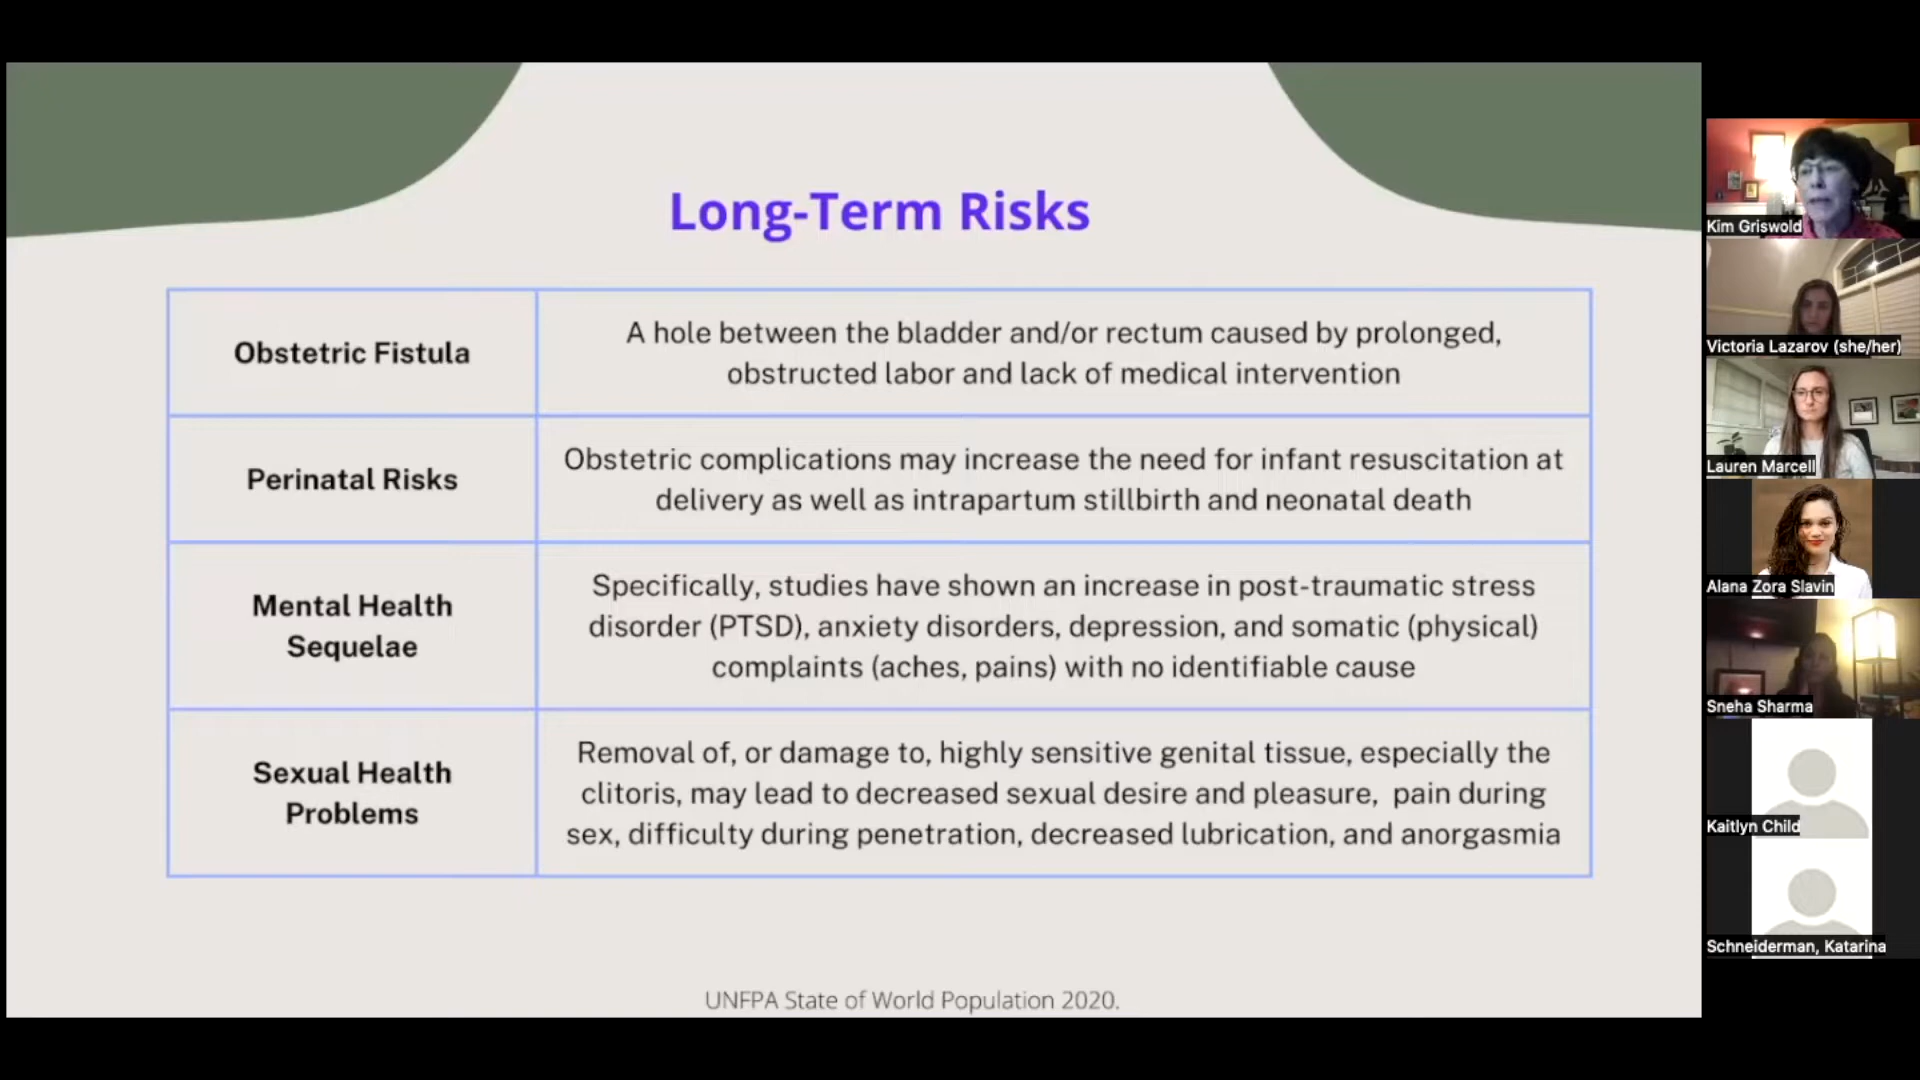 Long-Term Risks
Obstetric Fistula
A hole between the bladder and/or rectum caused by prolonged,
obstructed labor and lack of medical intervention
Perinatal Risks
Obstetric complications may increase the need for infant resuscitation at
delivery as well as intrapartum stillbirth and neonatal death
Mental Health
Sequelae
Specifically, studies have shown an increase in post-traumatic stress
disorder (PTSD), anxiety disorders, depression, and somatic (physical)
complaints (aches, pains) with no identifiable cause
Sexual Health
Problems
Removal of, or damage to, highly sensitive genital tissue, especially the
clitoris, may lead to decreased sexual desire and pleasure, pain during
sex, difficulty during penetration, decreased lubrication, and anorgasmia
UNFPA State of World Population 2020.
Kim Griswold
Victoria Lazarov (she/her)
Lauren Marcell
Alana Zora Slavin
Sneha Sharma
Kaitlyn Child
Schneiderman, Katarina